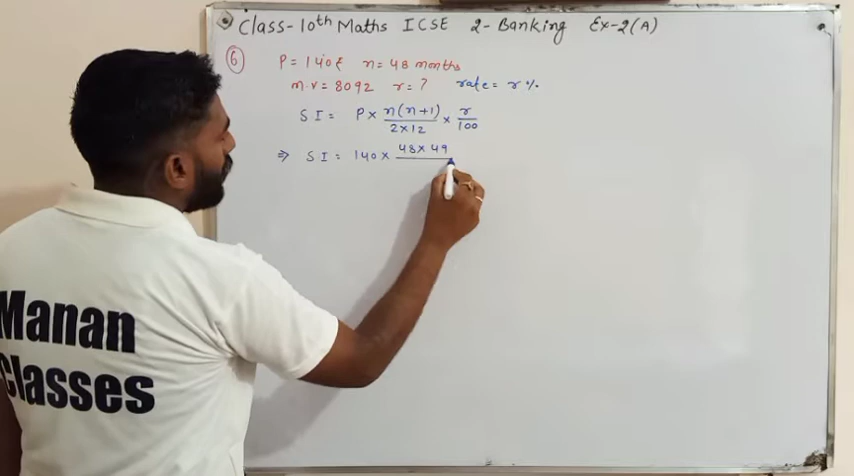 Class-10th Maths ICSE 2-Banking Ex-2(A)
6 P = 140₹ n = 48 months
m.v = 8092 r = ? rate = r %.
S I = P × n(n+1)/2×12 × r/100
⇒ S I = 140 × 48×49
Manan
Classes